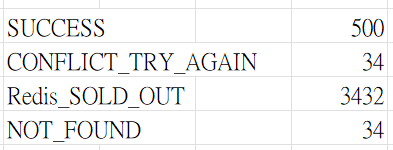 SUCCESS 500
CONFLICT_TRY_AGAIN 34
Redis_SOLD_OUT 3432
NOT_FOUND 34